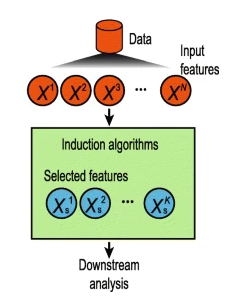 Data
Input
features
X¹ X² X³ ... Xᴺ
Induction algorithms
Selected features
Xₛ¹ Xₛ² ... Xₛᴷ
Downstream
analysis